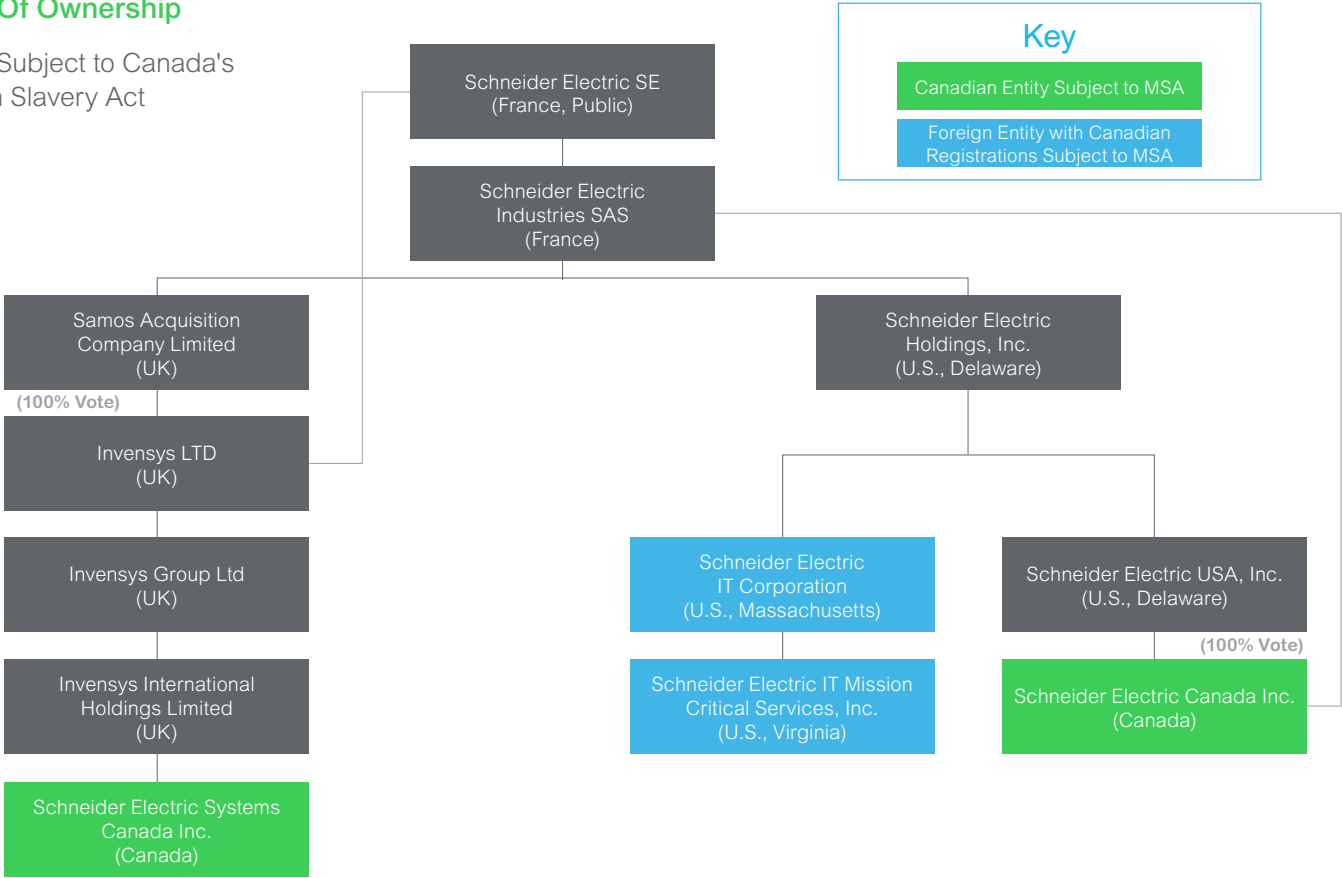 Of Ownership
Subject to Canada's
Slavery Act
Key
Canadian Entity Subject to MSA
Foreign Entity with Canadian
Registrations Subject to MSA
Schneider Electric SE
(France, Public)
Schneider Electric
Industries SAS
(France)
Samos Acquisition
Company Limited
(UK)
(100% Vote)
Invensys LTD
(UK)
Invensys Group Ltd
(UK)
Invensys International
Holdings Limited
(UK)
Schneider Electric Systems
Canada Inc.
(Canada)
Schneider Electric
Holdings, Inc.
(U.S., Delaware)
Schneider Electric
IT Corporation
(U.S., Massachusetts)
Schneider Electric IT Mission
Critical Services, Inc.
(U.S., Virginia)
Schneider Electric USA, Inc.
(U.S., Delaware)
(100% Vote)
Schneider Electric Canada Inc.
(Canada)